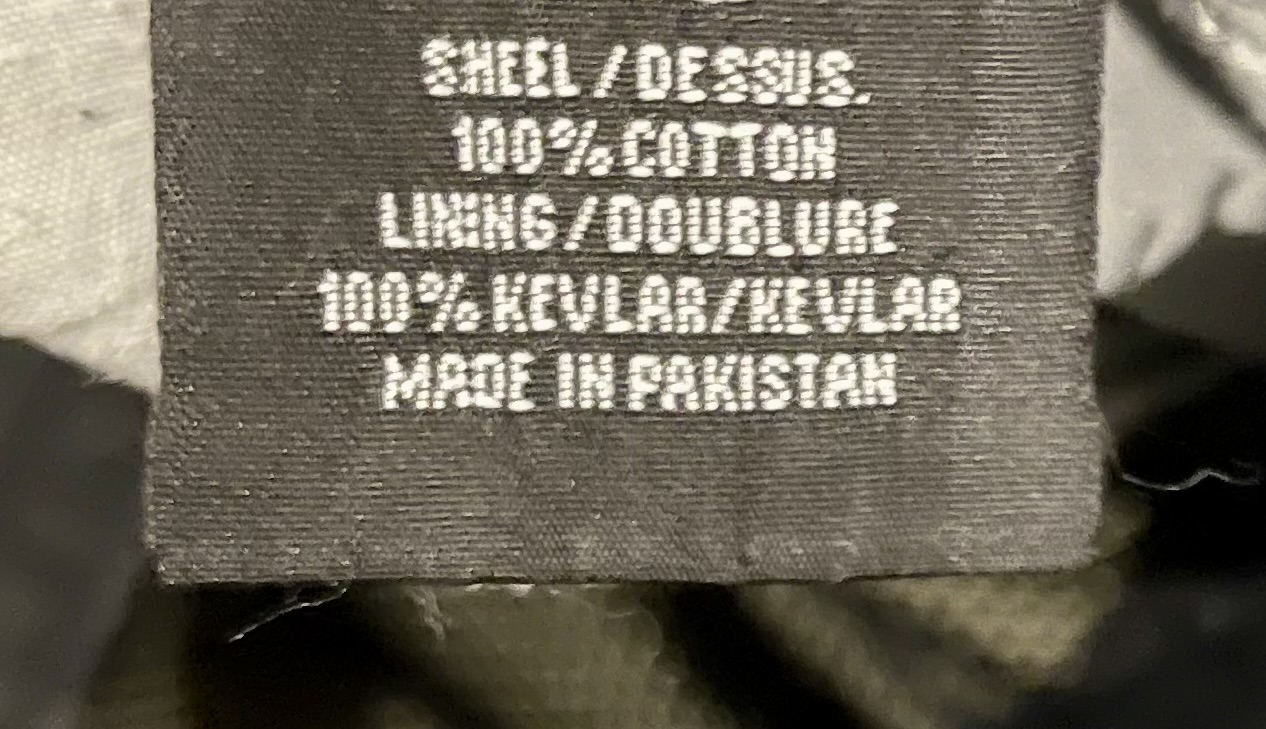 SHEEL / DESSUS.
100% COTTON
LINING / DOUBLURE
100% KEVLAR / KEVLAR
MADE IN PAKISTAN